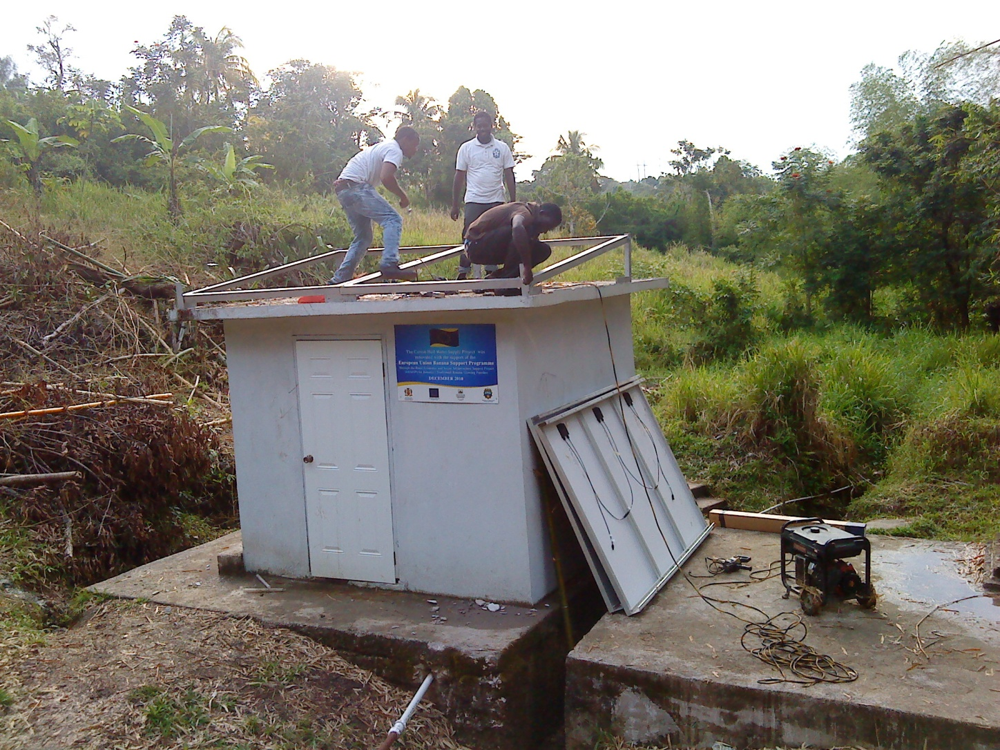 The Carron Hall Water Supply Project was
renovated with the support of the
European Union Banana Support Programme
through the Rural Economic and Social Infrastructure Support Project
for Jamaica's Traditional Banana Growing Parishes
DECEMBER 2010